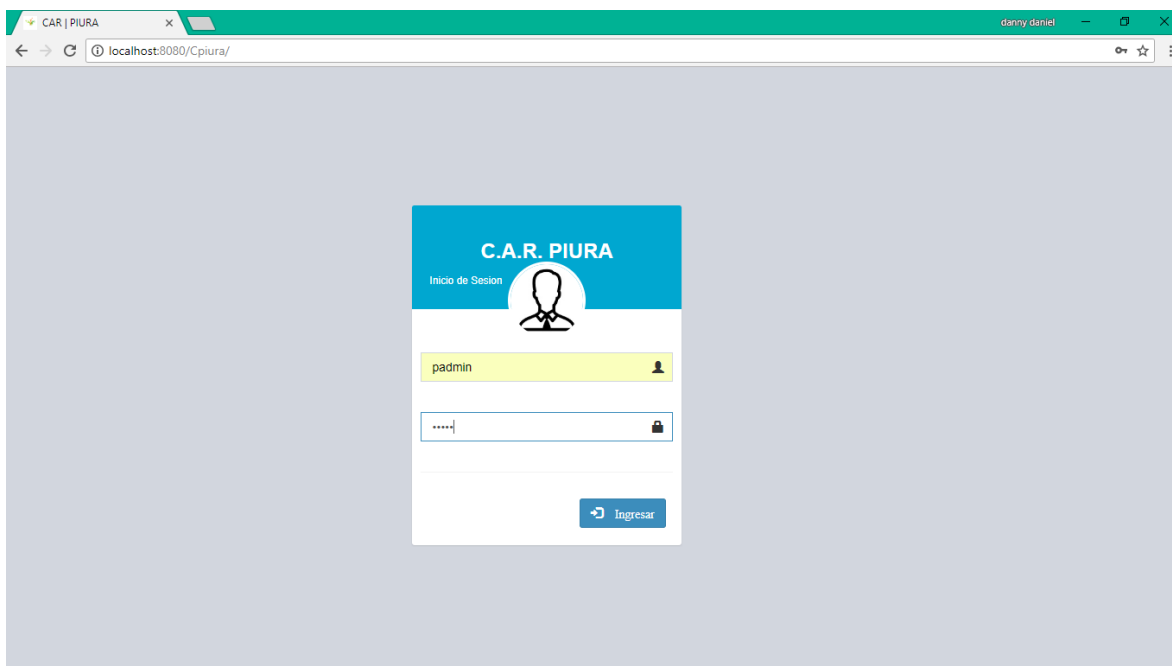 CAR | PIURA
danny daniel
localhost:8080/Cpiura/
C.A.R. PIURA
Inicio de Sesion
padmin
•••••
Ingresar